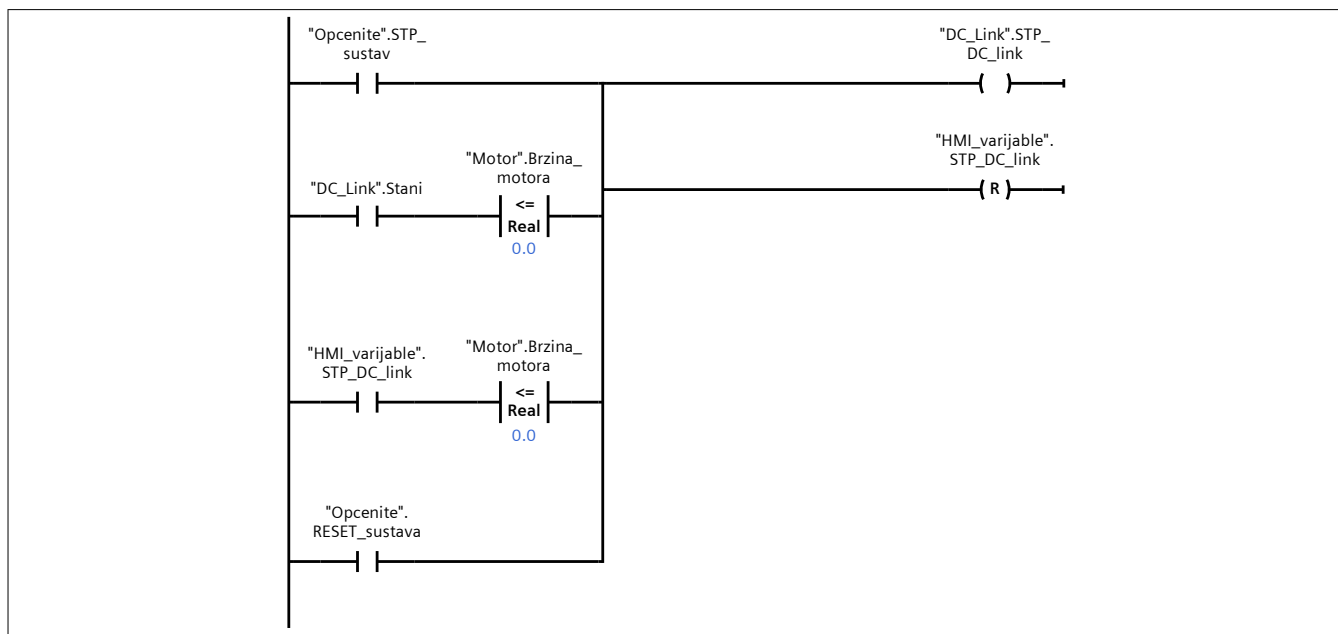 "Opcenite".STP_
sustav
"DC_Link".STP_
DC_link
"HMI_varijable".
STP_DC_link
R
"Motor".Brzina_
motora
"DC_Link".Stani
<=
Real
0.0
"HMI_varijable".
STP_DC_link
"Motor".Brzina_
motora
<=
Real
0.0
"Opcenite".
RESET_sustava